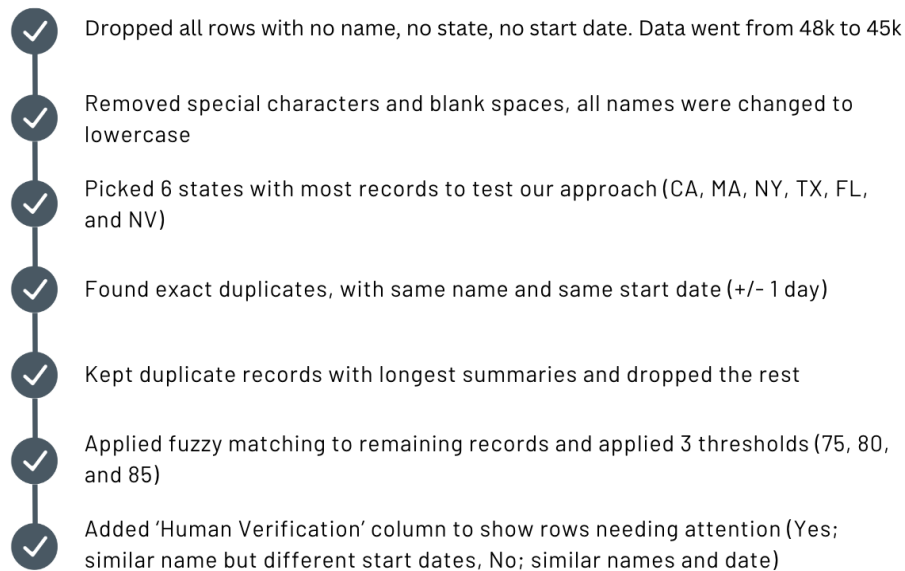 Dropped all rows with no name, no state, no start date. Data went from 48k to 45k
Removed special characters and blank spaces, all names were changed to
lowercase
Picked 6 states with most records to test our approach (CA, MA, NY, TX, FL,
and NV)
Found exact duplicates, with same name and same start date (+/- 1 day)
Kept duplicate records with longest summaries and dropped the rest
Applied fuzzy matching to remaining records and applied 3 thresholds (75, 80,
and 85)
Added ‘Human Verification’ column to show rows needing attention (Yes;
similar name but different start dates, No; similar names and date)